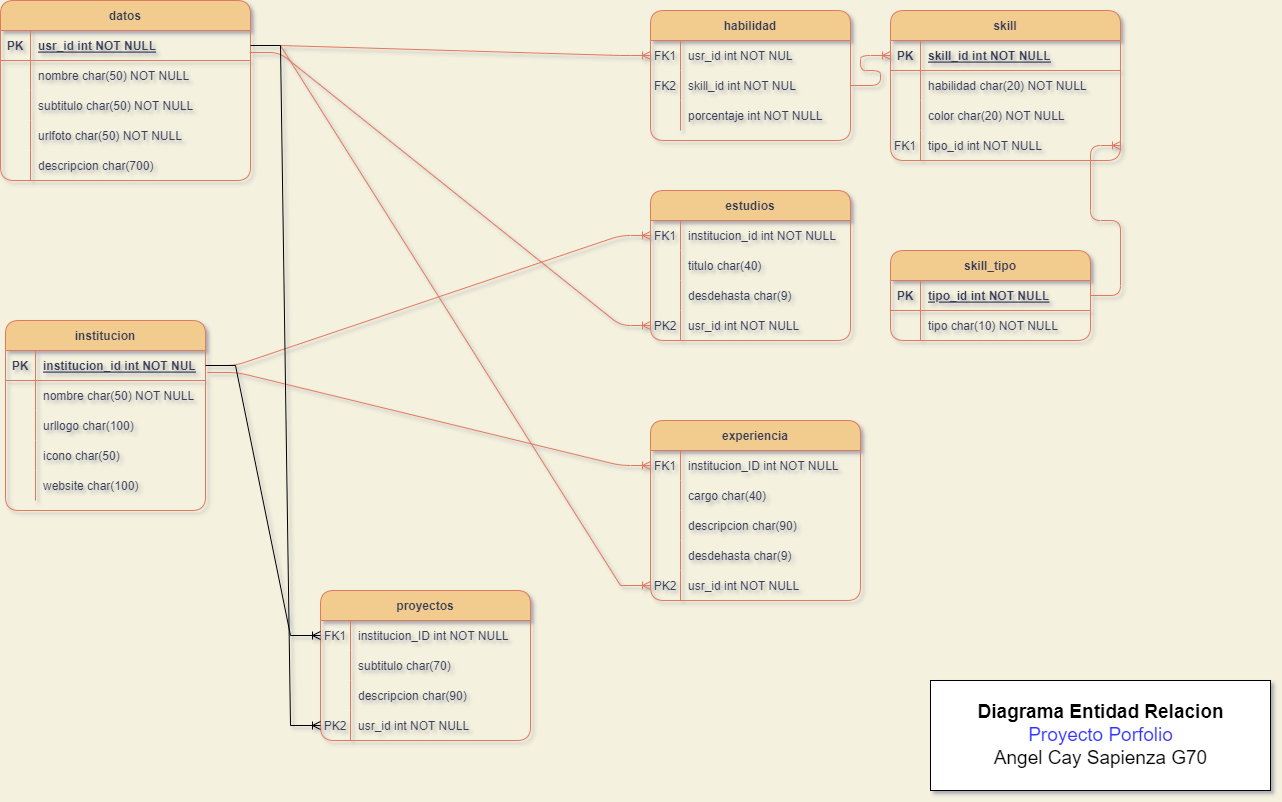 datos
PK usr_id int NOT NULL
nombre char(50) NOT NULL
subtitulo char(50) NOT NULL
urlfoto char(50) NOT NULL
descripcion char(700)
habilidad
FK1 usr_id int NOT NUL
FK2 skill_id int NOT NUL
porcentaje int NOT NULL
skill
PK skill_id int NOT NULL
habilidad char(20) NOT NULL
color char(20) NOT NULL
FK1 tipo_id int NOT NULL
estudios
FK1 institucion_id int NOT NULL
titulo char(40)
desdehasta char(9)
PK2 usr_id int NOT NULL
skill_tipo
PK tipo_id int NOT NULL
tipo char(10) NOT NULL
institucion
PK institucion_id int NOT NUL
nombre char(50) NOT NULL
urllogo char(100)
icono char(50)
website char(100)
experiencia
FK1 institucion_ID int NOT NULL
cargo char(40)
descripcion char(90)
desdehasta char(9)
PK2 usr_id int NOT NULL
proyectos
FK1 institucion_ID int NOT NULL
subtitulo char(70)
descripcion char(90)
PK2 usr_id int NOT NULL
Diagrama Entidad Relacion
Proyecto Porfolio
Angel Cay Sapienza G70